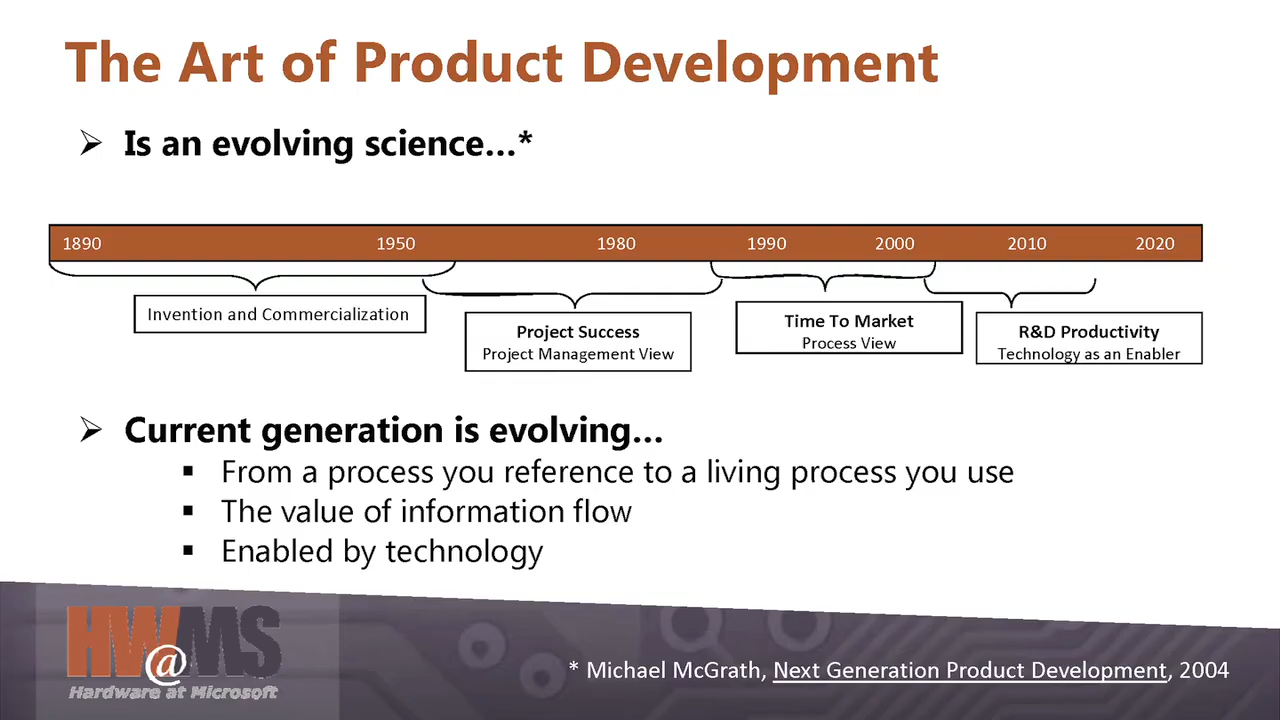 The Art of Product Development
Is an evolving science...*
1890 1950 1980 1990 2000 2010 2020
Invention and Commercialization
Project Success
Project Management View
Time To Market
Process View
R&D Productivity
Technology as an Enabler
Current generation is evolving...
From a process you reference to a living process you use
The value of information flow
Enabled by technology
HW@MS
Hardware at Microsoft
* Michael McGrath, Next Generation Product Development, 2004